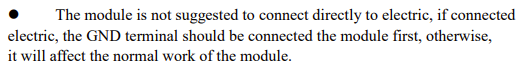 ● The module is not suggested to connect directly to electric, if connected
electric, the GND terminal should be connected the module first, otherwise,
it will affect the normal work of the module.